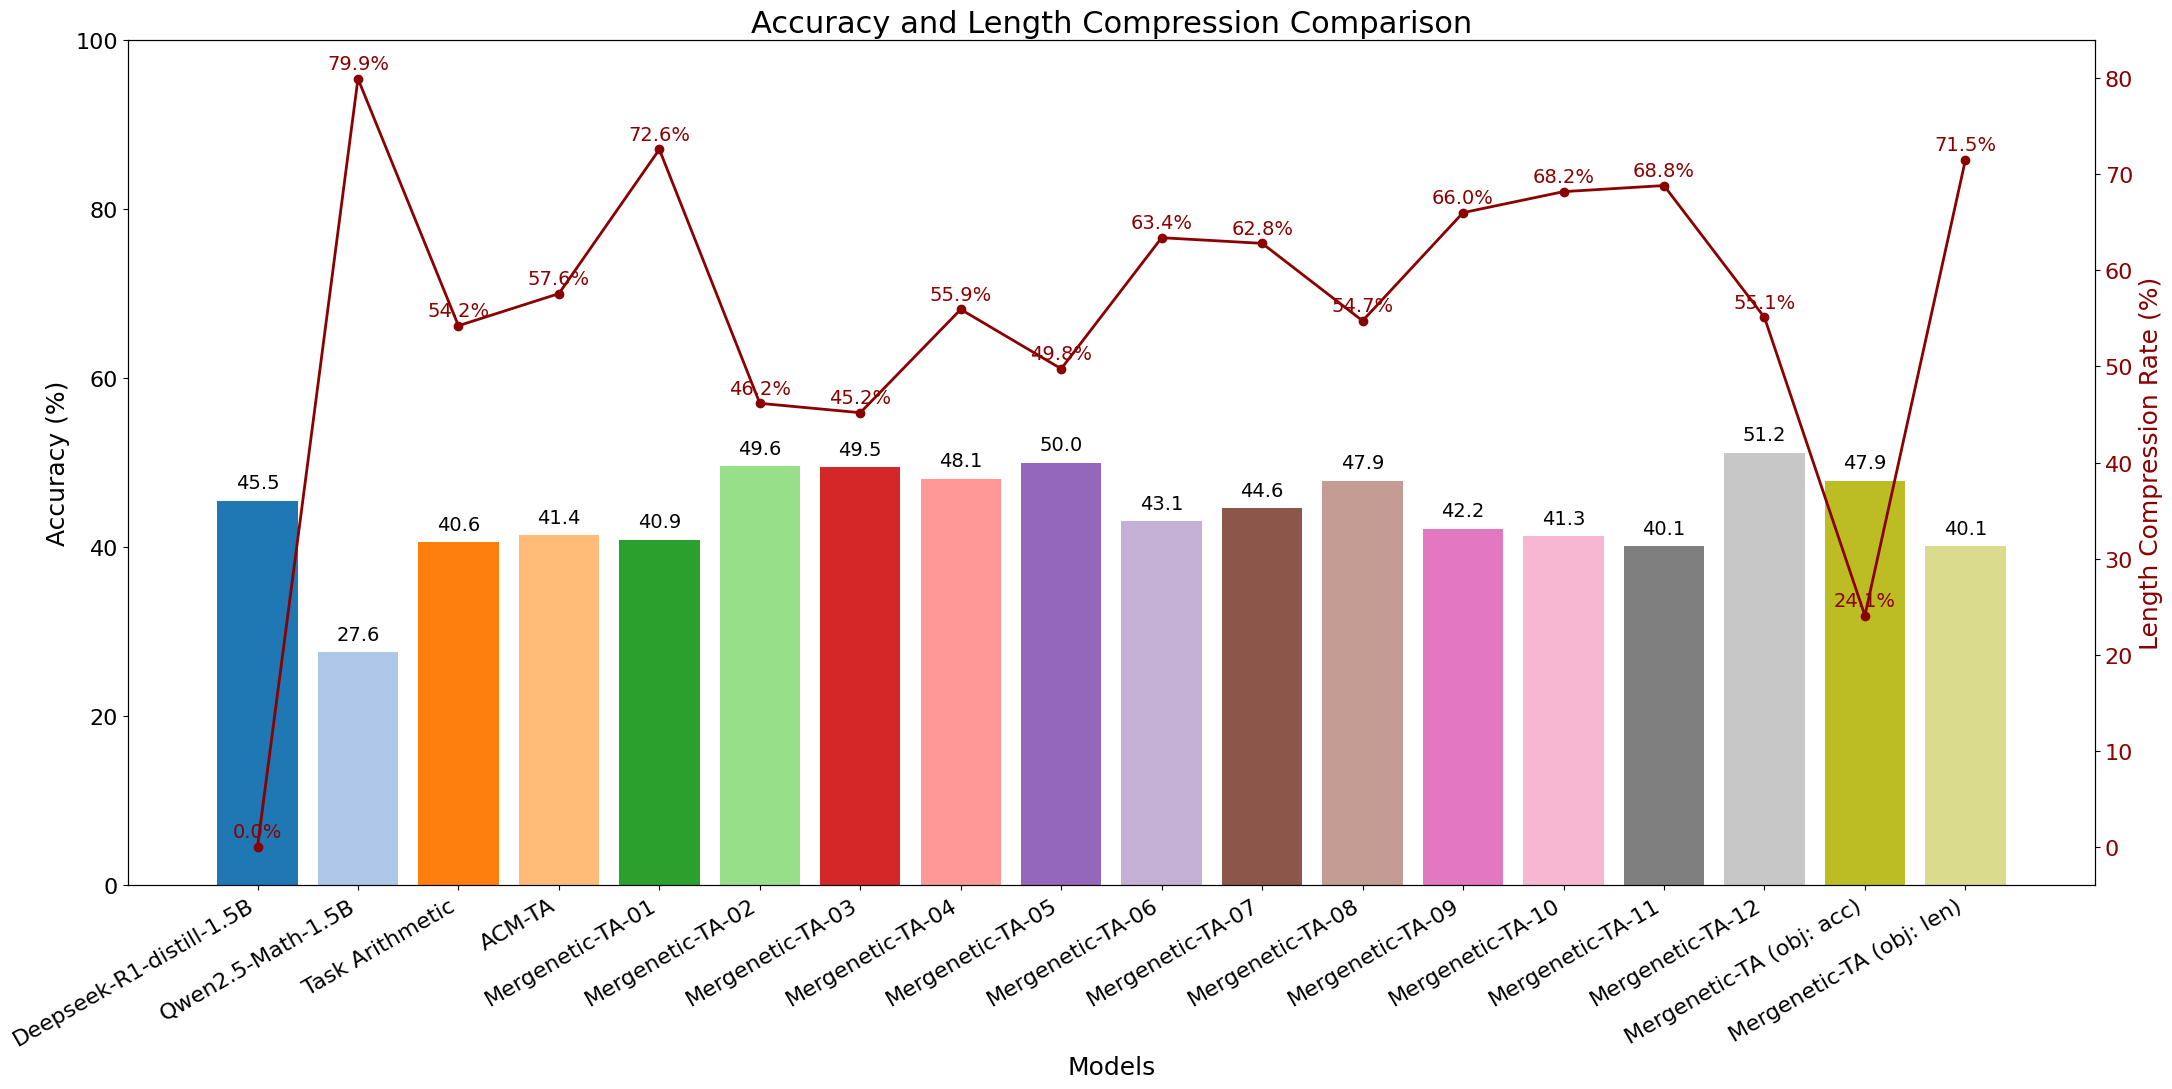 Accuracy and Length Compression Comparison
Accuracy (%)
100
80
60
40
20
0
Length Compression Rate (%)
80
70
60
50
40
30
20
10
0
0.0%
79.9%
54.2%
57.6%
72.6%
46.2%
45.2%
55.9%
49.8%
63.4%
62.8%
54.7%
66.0%
68.2%
68.8%
55.1%
24.1%
71.5%
45.5
27.6
40.6
41.4
40.9
49.6
49.5
48.1
50.0
43.1
44.6
47.9
42.2
41.3
40.1
51.2
47.9
40.1
Deepseek-R1-distill-1.5B
Qwen2.5-Math-1.5B
Task Arithmetic
ACM-TA
Mergenetic-TA-01
Mergenetic-TA-02
Mergenetic-TA-03
Mergenetic-TA-04
Mergenetic-TA-05
Mergenetic-TA-06
Mergenetic-TA-07
Mergenetic-TA-08
Mergenetic-TA-09
Mergenetic-TA-10
Mergenetic-TA-11
Mergenetic-TA-12
Mergenetic-TA (obj: acc)
Mergenetic-TA (obj: len)
Models